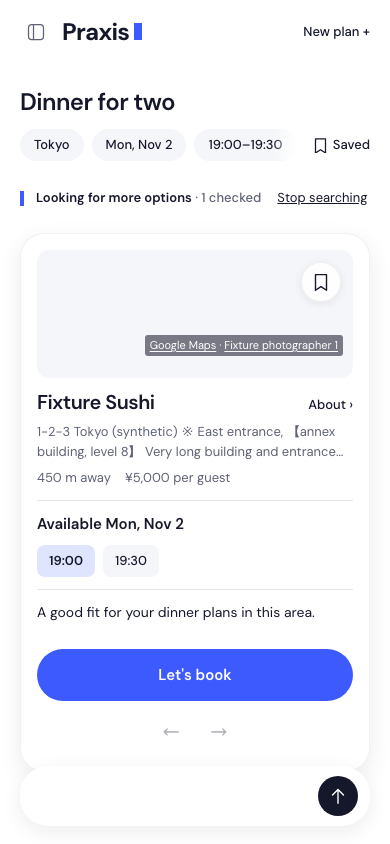 Praxis
New plan +
Dinner for two
Tokyo
Mon, Nov 2
19:00–19:30
Saved
Looking for more options · 1 checked
Stop searching
Google Maps · Fixture photographer 1
Fixture Sushi
About ›
1-2-3 Tokyo (synthetic) ※ East entrance, 【annex
building, level 8】 Very long building and entrance…
450 m away ¥5,000 per guest
Available Mon, Nov 2
19:00
19:30
A good fit for your dinner plans in this area.
Let's book
← →